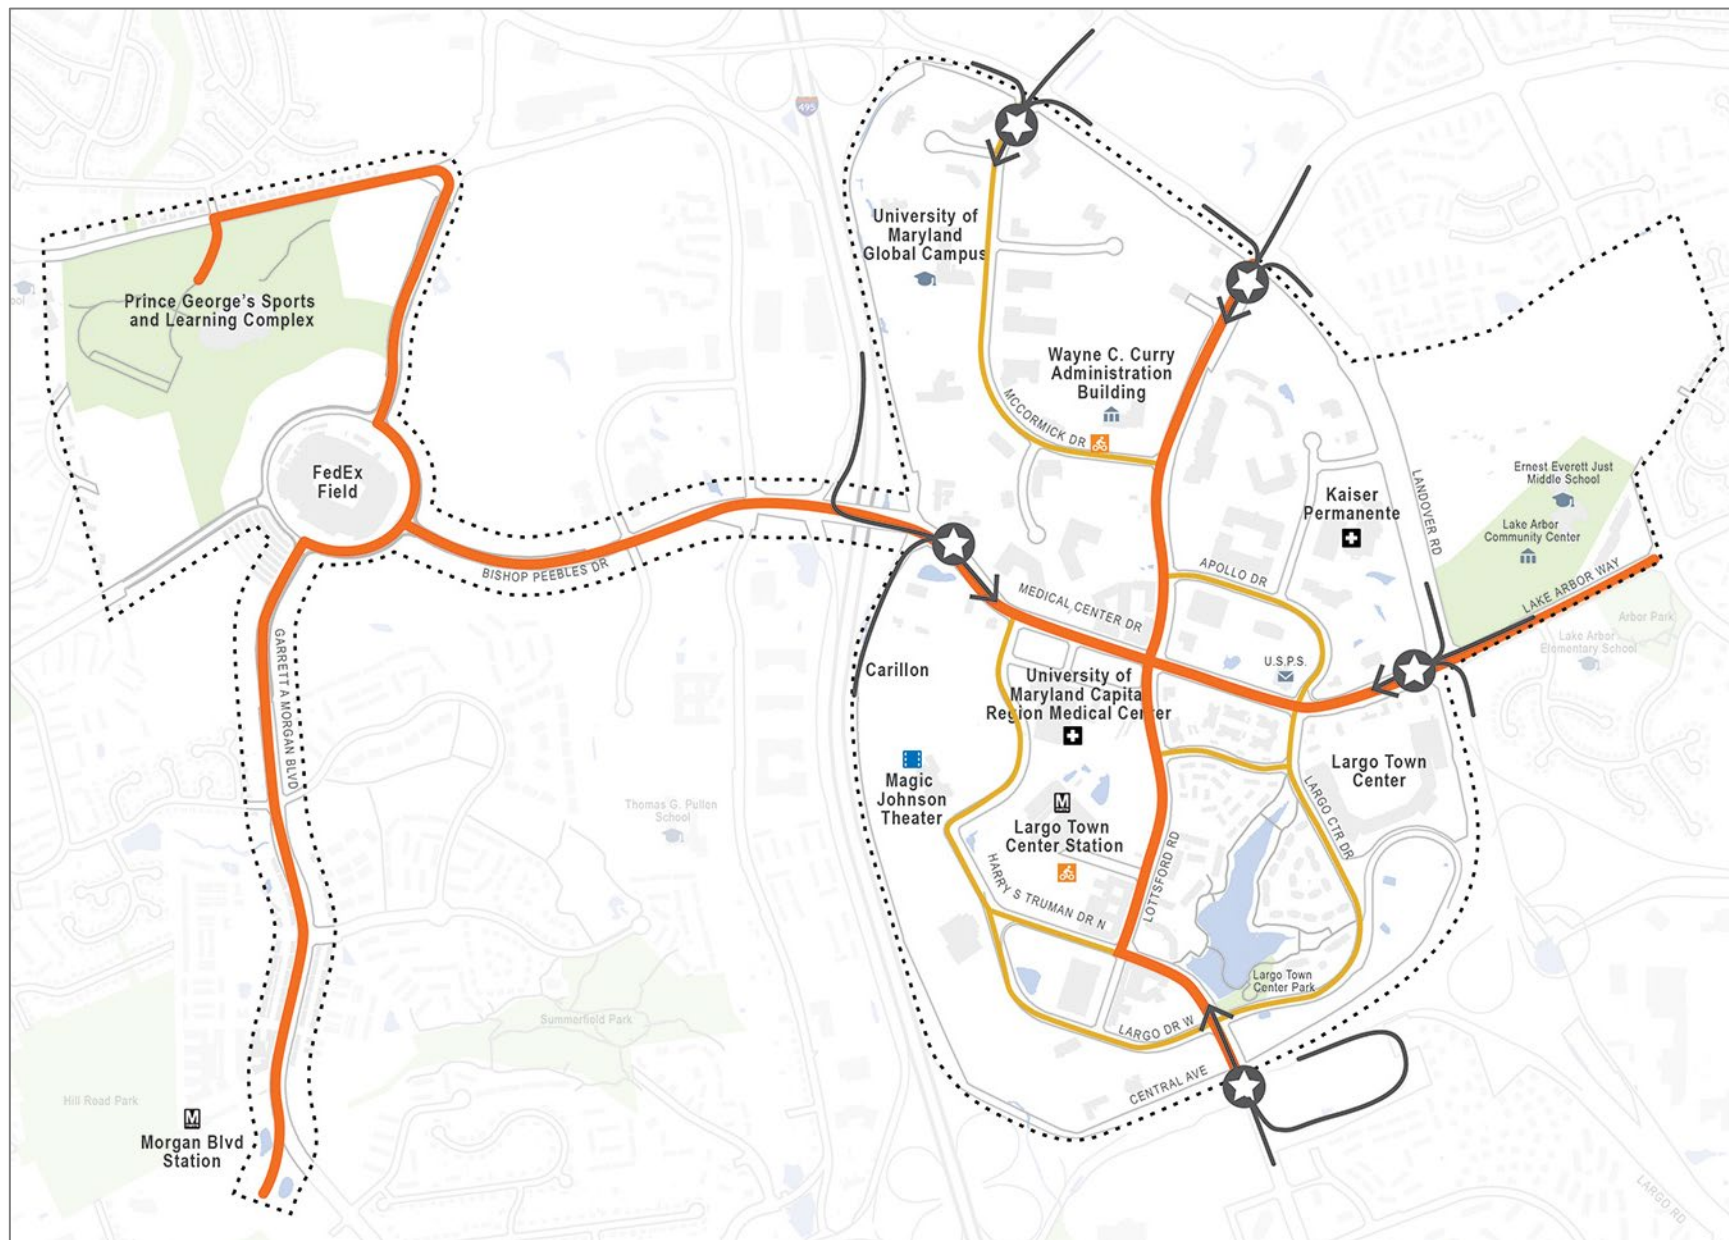 495
University of
Maryland
Global Campus
Prince George's Sports
and Learning Complex
Wayne C. Curry
Administration
Building
MCCORMICK DR
FedEx
Field
Kaiser
Permanente
LANDOVER RD
Ernest Everett Just
Middle School
Lake Arbor
Community Center
BISHOP PEEBLES DR
APOLLO DR
LAKE ARBOR WAY
MEDICAL CENTER DR
Arbor Park
Lake Arbor
Elementary School
GARRETT A MORGAN BLVD
Carillon
U.S.P.S.
University of
Maryland Capital
Region Medical Center
Magic
Johnson
Theater
Largo Town
Center
LARGO CTR DR
Thomas G. Pullen
School
M
Largo Town
Center Station
HARRY S TRUMAN DR N
LOTTSFORD RD
Largo Town
Center Park
Summerfield Park
LARGO DR W
CENTRAL AVE
Hill Road Park
M
Morgan Blvd
Station
LARGO RD